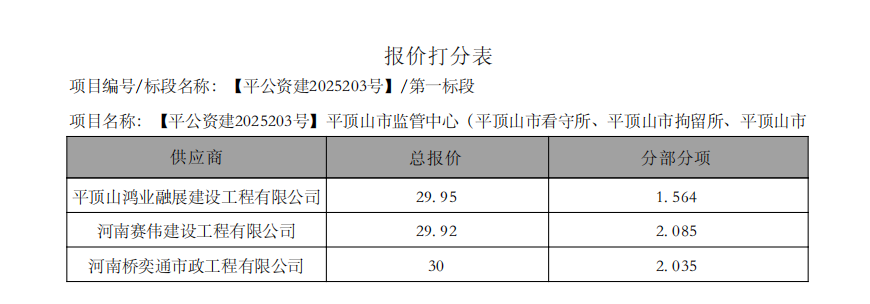 报价打分表
项目编号/标段名称：【平公资建2025203号】/第一标段
项目名称：【平公资建2025203号】平顶山市监管中心（平顶山市看守所、平顶山市拘留所、平顶山市
供应商 总报价 分部分项
平顶山鸿业融展建设工程有限公司 29.95 1.564
河南赛伟建设工程有限公司 29.92 2.085
河南桥奕通市政工程有限公司 30 2.035